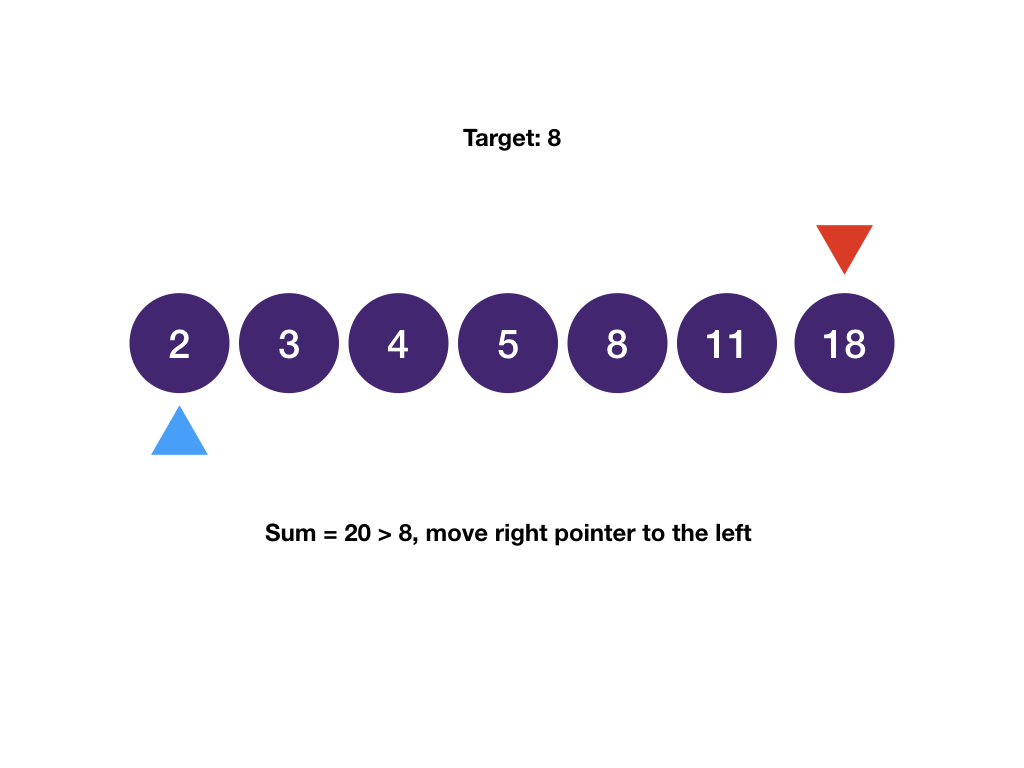 Target: 8
2 3 4 5 8 11 18
Sum = 20 > 8, move right pointer to the left